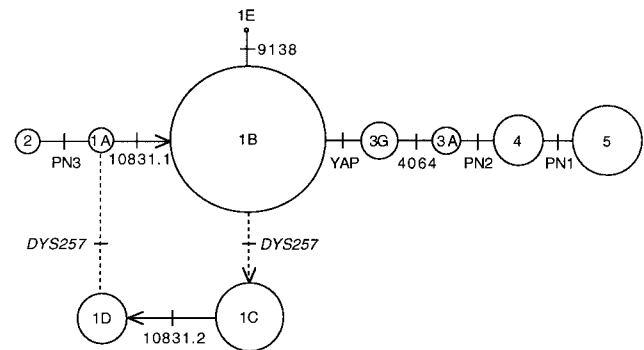 1E
9138
2
1A
1B
3G
3A
4
5
PN3
10831.1
YAP
4064
PN2
PN1
DYS257
DYS257
1D
1C
10831.2